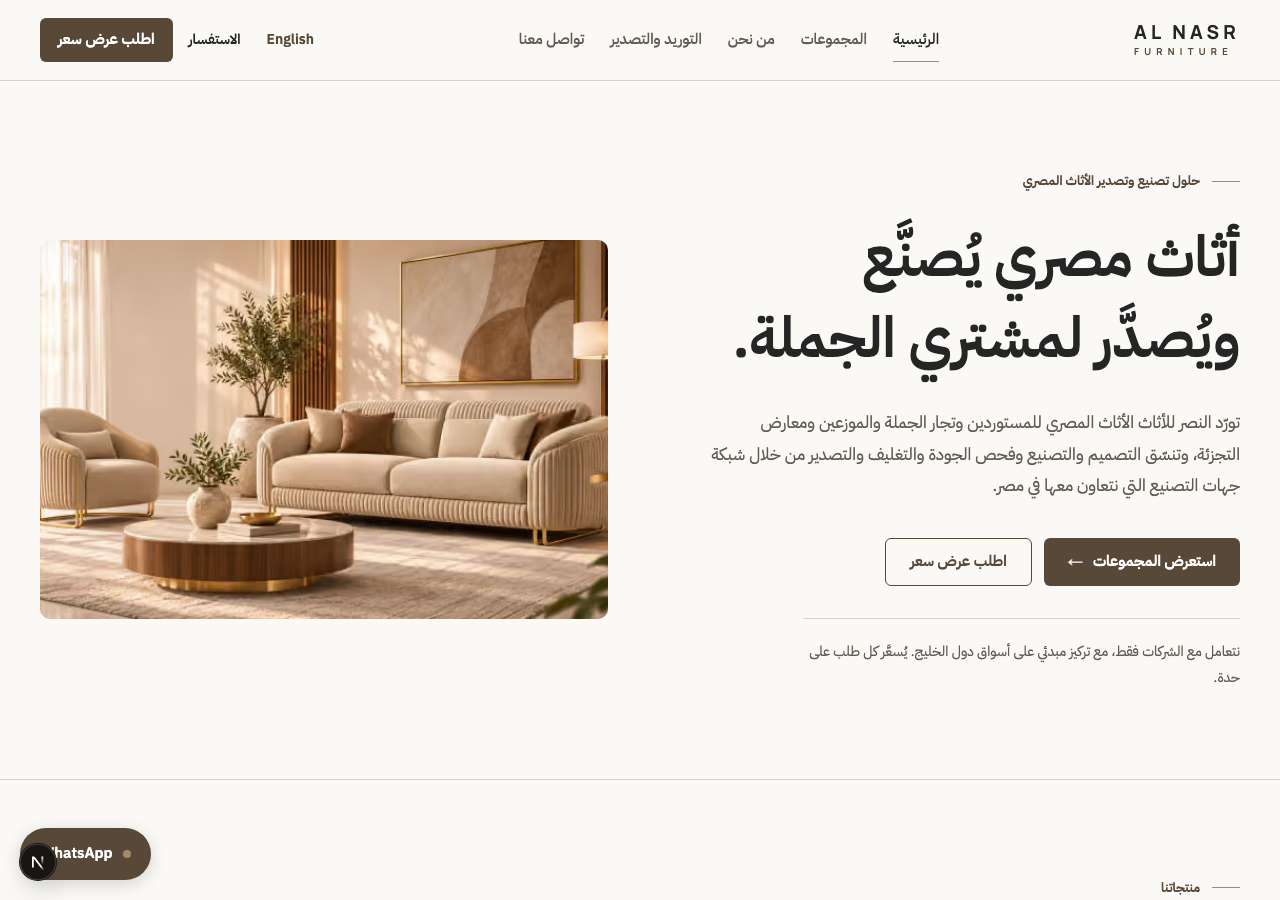 AL NASR
FURNITURE
الرئيسية
المجموعات
من نحن
التوريد والتصدير
تواصل معنا
English
الاستفسار
اطلب عرض سعر
حلول تصنيع وتصدير الأثاث المصري
أثاث مصري يُصنَّع
ويُصدَّر لمشتري الجملة.
تورّد النصر للأثاث الأثاث المصري للمستوردين وتجار الجملة والموزعين ومعارض
التجزئة، وتنسّق التصميم والتصنيع وفحص الجودة والتغليف والتصدير من خلال شبكة
جهات التصنيع التي نتعاون معها في مصر.
استعرض المجموعات ←
اطلب عرض سعر
نتعامل مع الشركات فقط، مع تركيز مبدئي على أسواق دول الخليج. يُسعَّر كل طلب على
حدة.
hatsApp
N
منتجاتنا